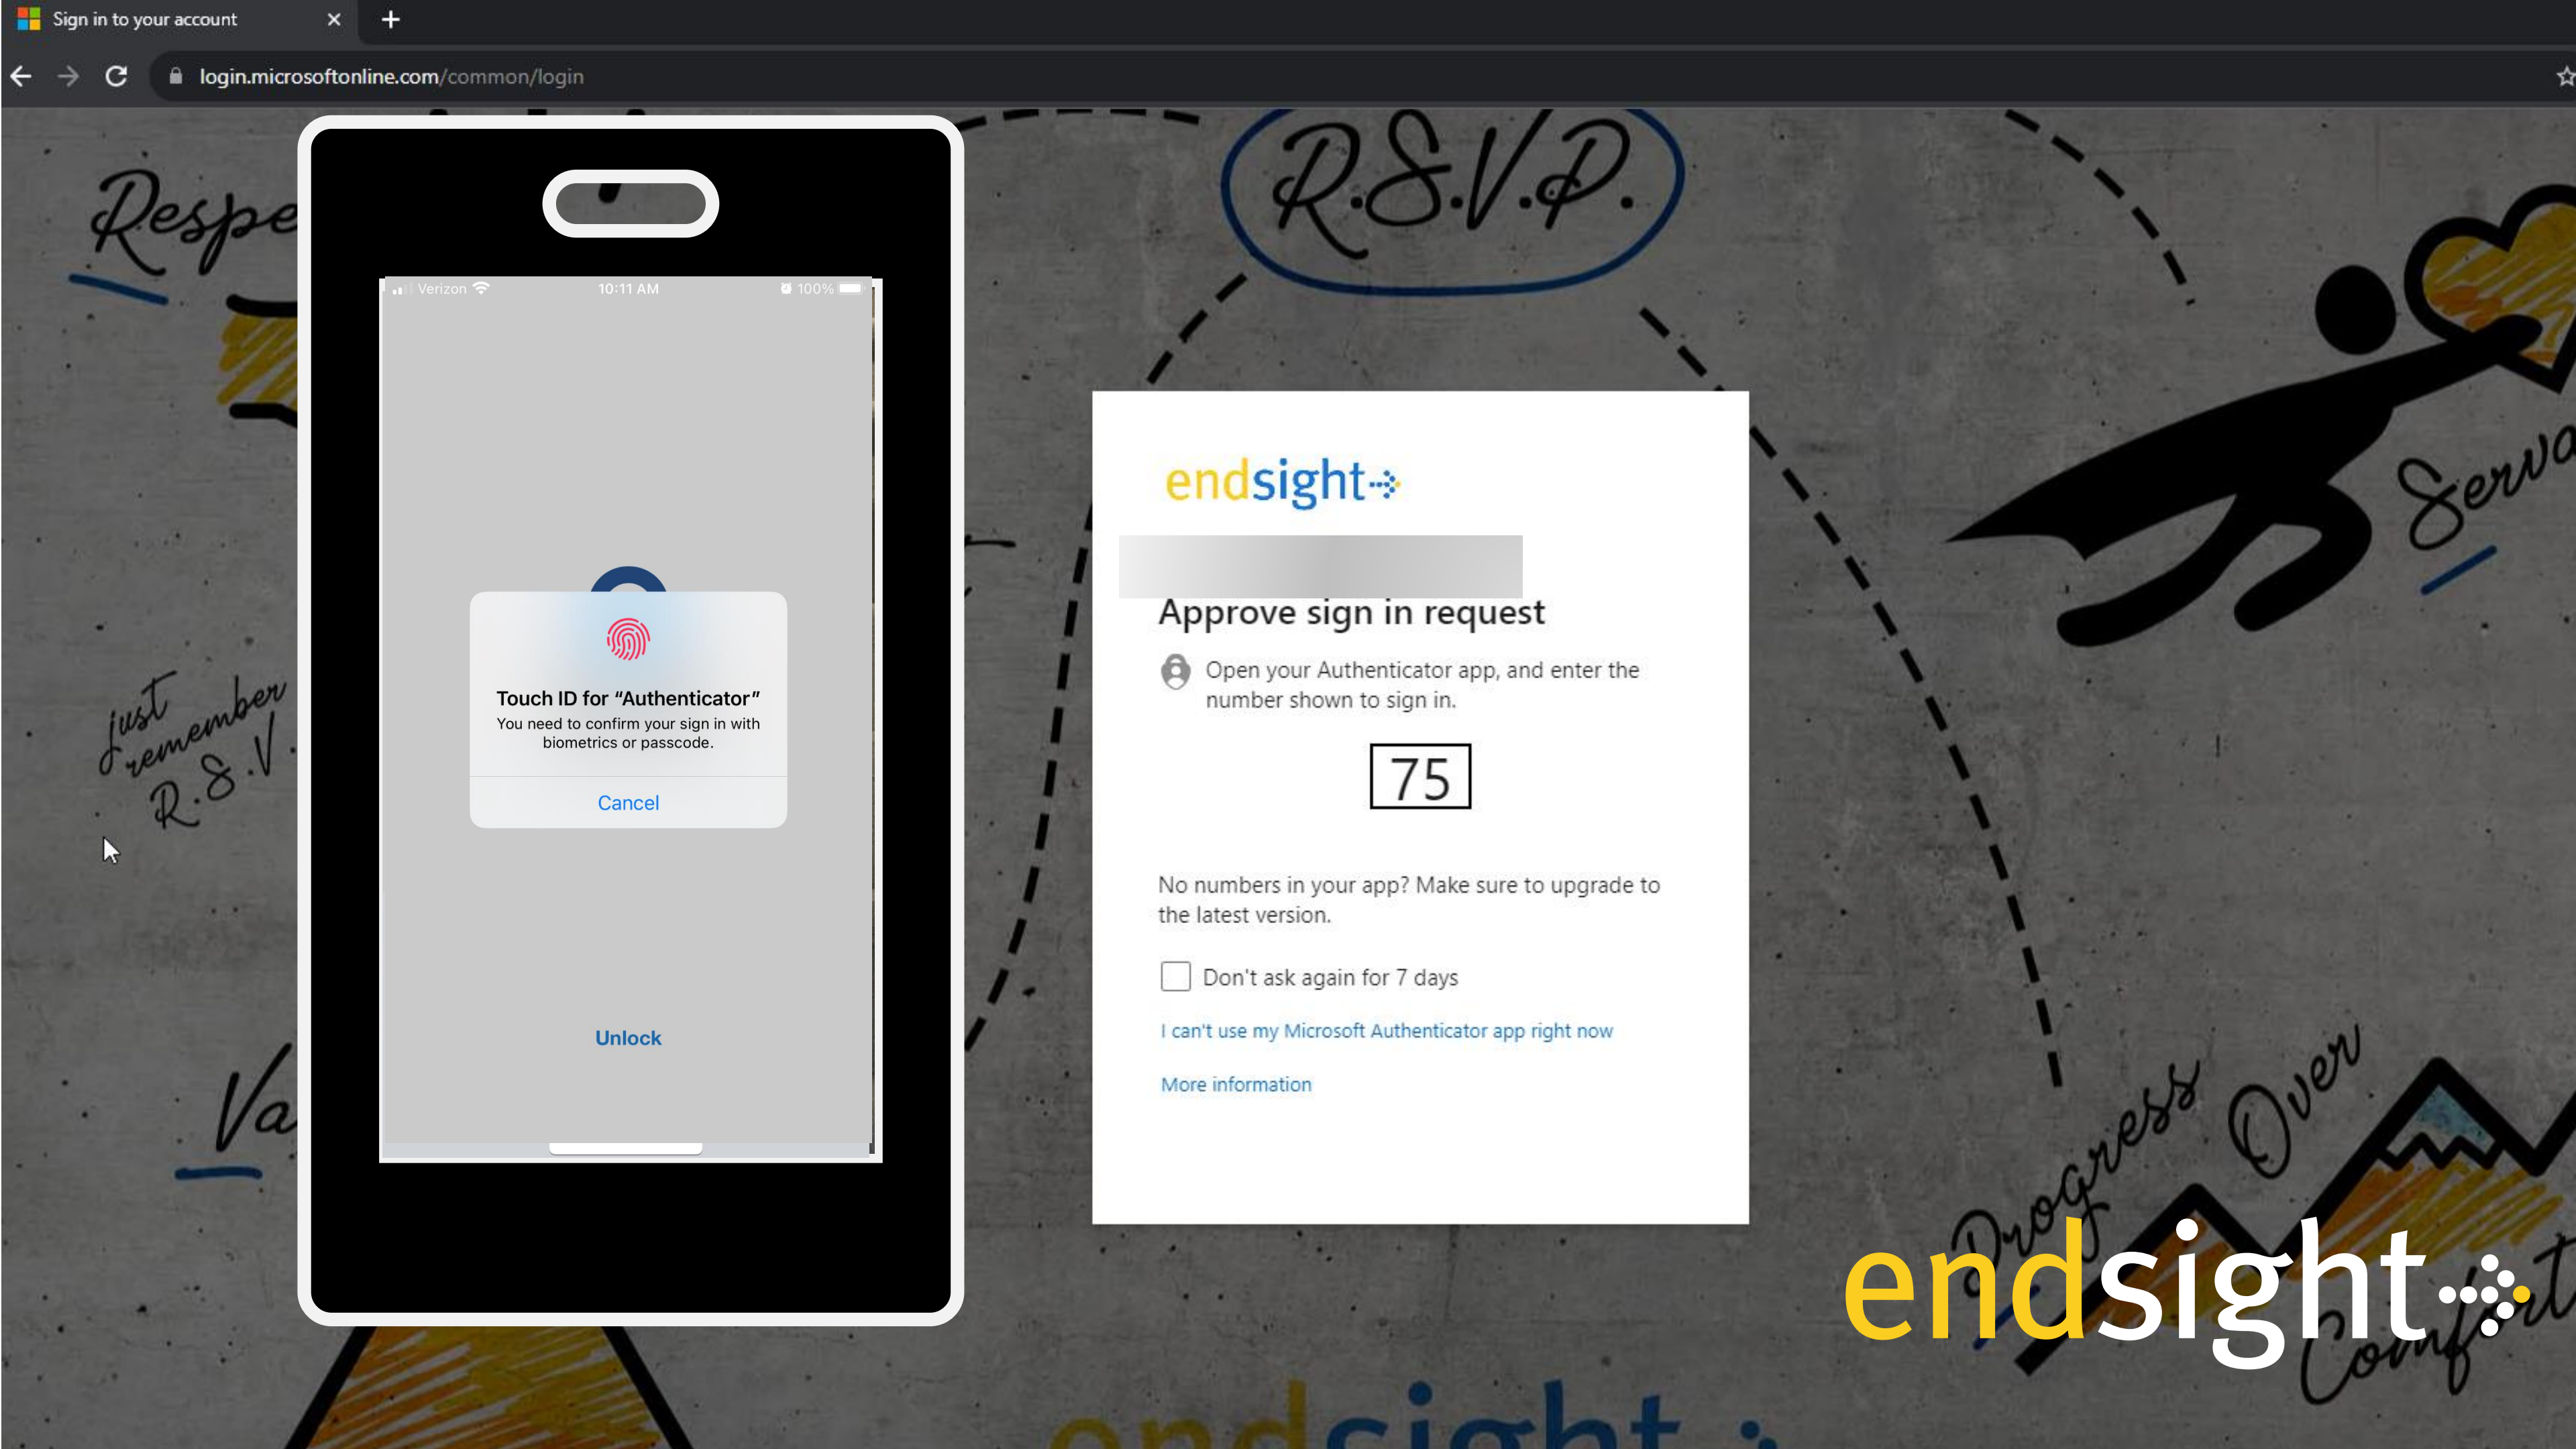 Sign in to your account
login.microsoftonline.com/common/login
R.S.V.P.
Verizon
10:11 AM
100%
Touch ID for “Authenticator”
You need to confirm your sign in with
biometrics or passcode.
Cancel
Unlock
just
remember
R.S.V.
endsight
Approve sign in request
Open your Authenticator app, and enter the
number shown to sign in.
75
No numbers in your app? Make sure to upgrade to
the latest version.
Don't ask again for 7 days
I can't use my Microsoft Authenticator app right now
More information
Progress Over
Comfort
endsight
endsight